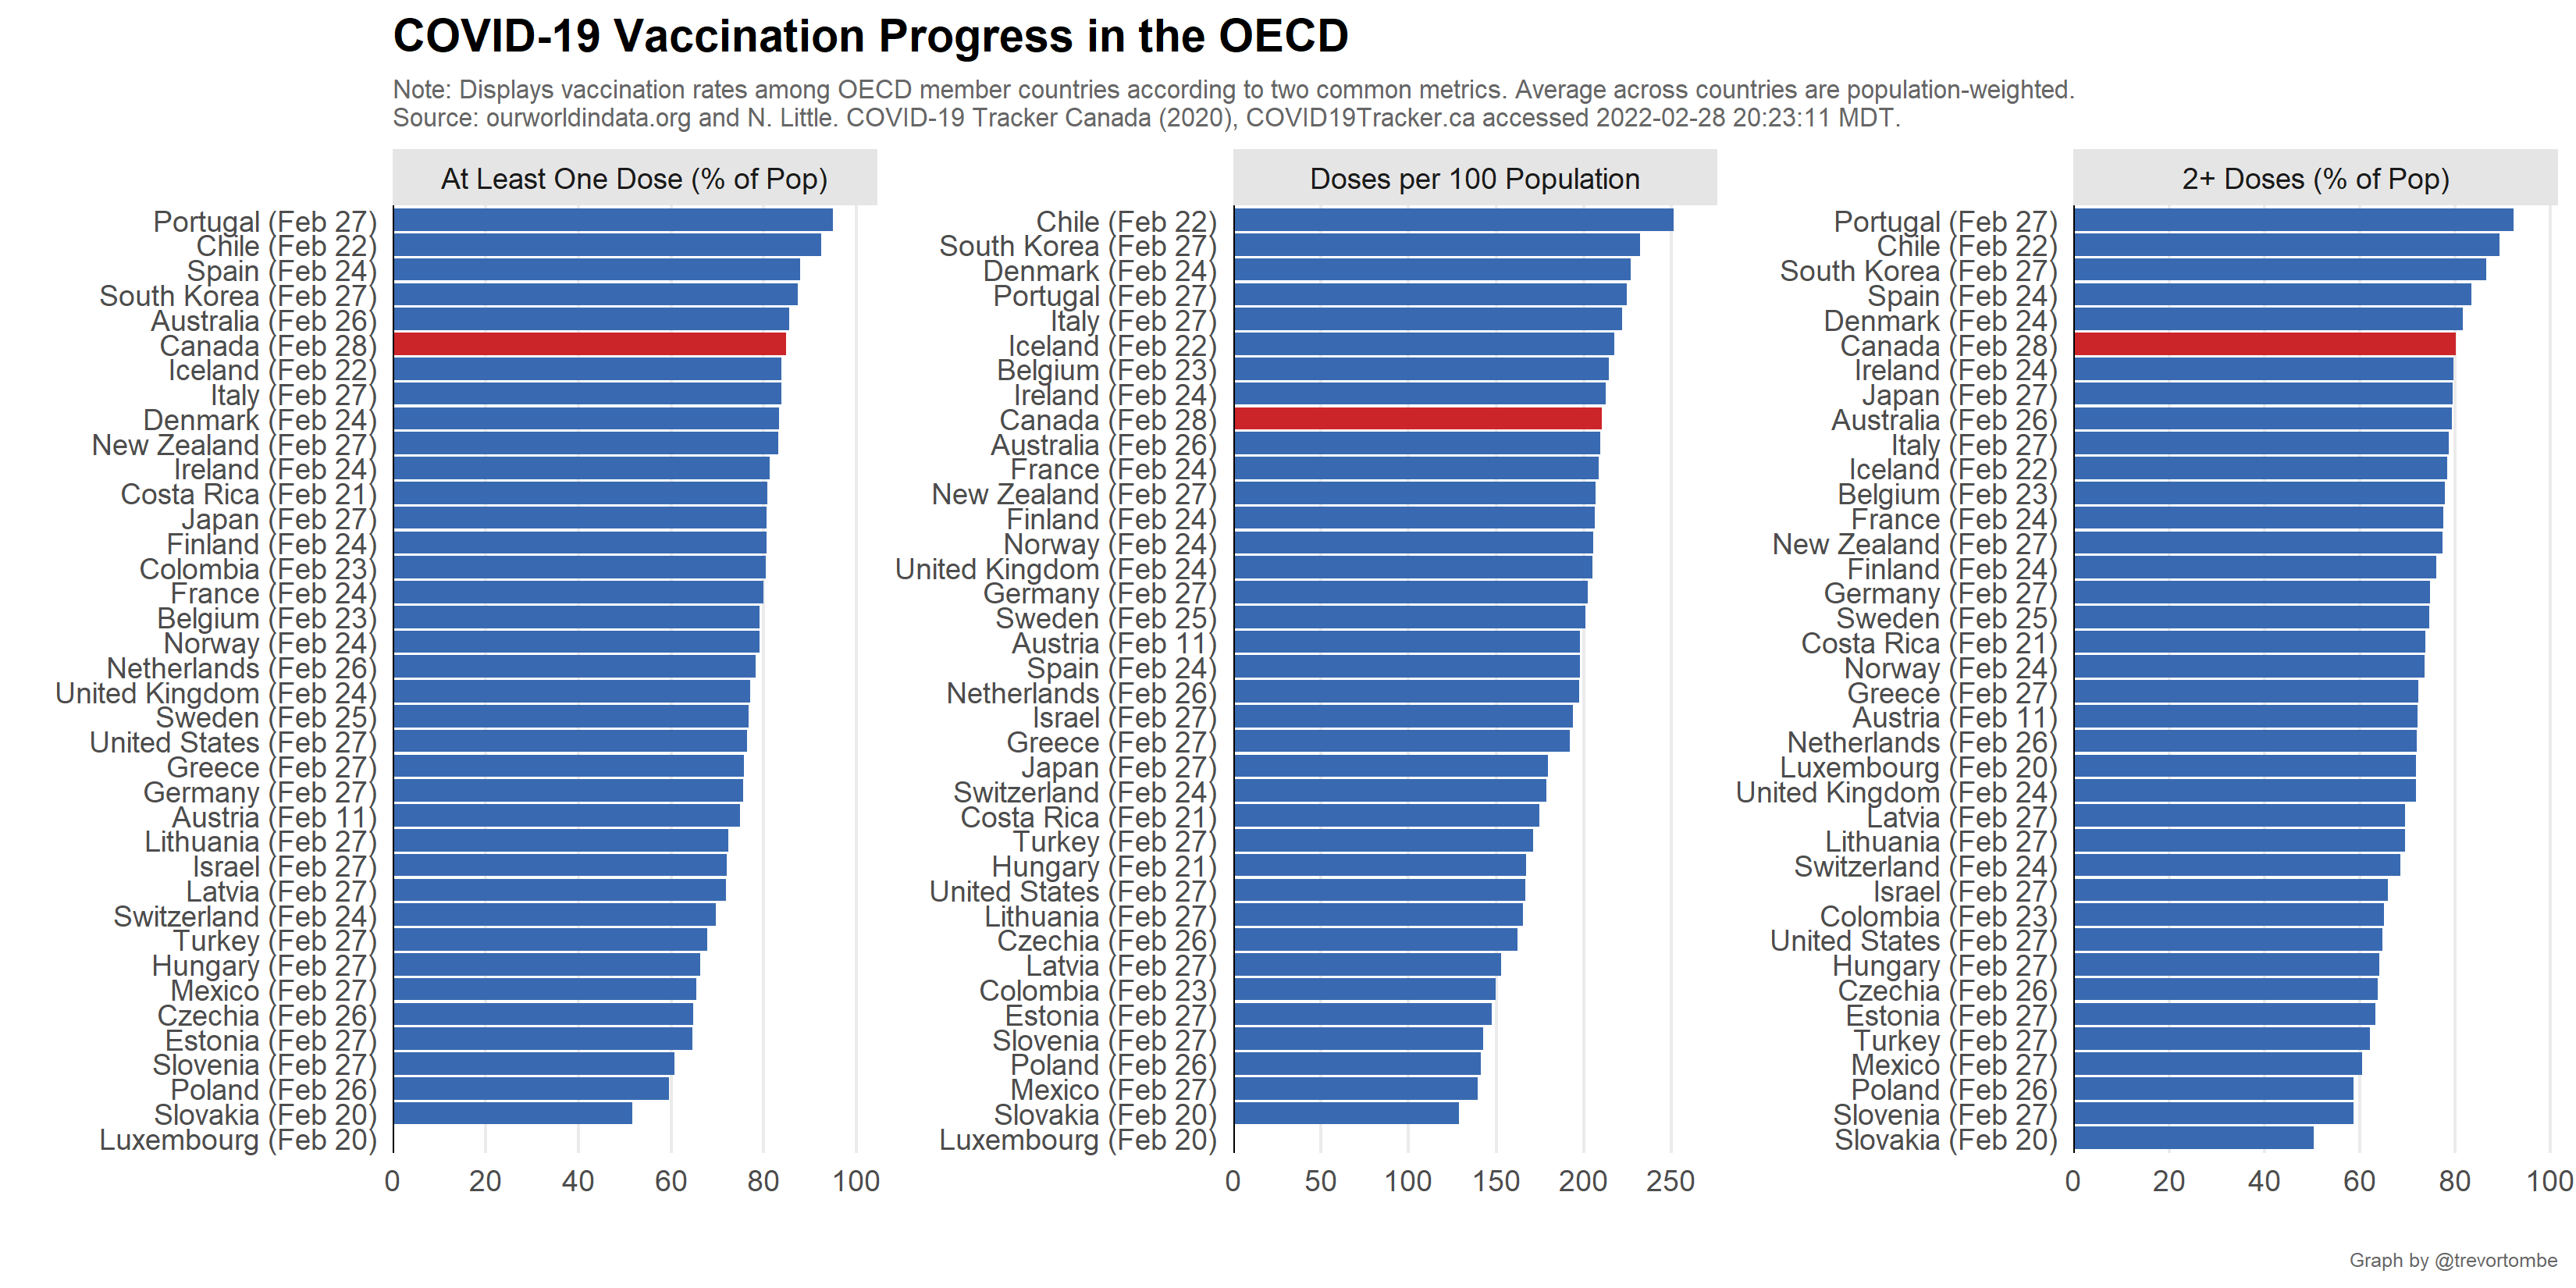 COVID-19 Vaccination Progress in the OECD
Note: Displays vaccination rates among OECD member countries according to two common metrics. Average across countries are population-weighted.
Source: ourworldindata.org and N. Little. COVID-19 Tracker Canada (2020), COVID19Tracker.ca accessed 2022-02-28 20:23:11 MDT.
At Least One Dose (% of Pop)
Portugal (Feb 27)
Chile (Feb 22)
Spain (Feb 24)
South Korea (Feb 27)
Australia (Feb 26)
Canada (Feb 28)
Iceland (Feb 22)
Italy (Feb 27)
Denmark (Feb 24)
New Zealand (Feb 27)
Ireland (Feb 24)
Costa Rica (Feb 21)
Japan (Feb 27)
Finland (Feb 24)
Colombia (Feb 23)
France (Feb 24)
Belgium (Feb 23)
Norway (Feb 24)
Netherlands (Feb 26)
United Kingdom (Feb 24)
Sweden (Feb 25)
United States (Feb 27)
Greece (Feb 27)
Germany (Feb 27)
Austria (Feb 11)
Lithuania (Feb 27)
Israel (Feb 27)
Latvia (Feb 27)
Switzerland (Feb 24)
Turkey (Feb 27)
Hungary (Feb 27)
Mexico (Feb 27)
Czechia (Feb 26)
Estonia (Feb 27)
Slovenia (Feb 27)
Poland (Feb 26)
Slovakia (Feb 20)
Luxembourg (Feb 20)
0 20 40 60 80 100
Doses per 100 Population
Chile (Feb 22)
South Korea (Feb 27)
Denmark (Feb 24)
Portugal (Feb 27)
Italy (Feb 27)
Iceland (Feb 22)
Belgium (Feb 23)
Ireland (Feb 24)
Canada (Feb 28)
Australia (Feb 26)
France (Feb 24)
New Zealand (Feb 27)
Finland (Feb 24)
Norway (Feb 24)
United Kingdom (Feb 24)
Germany (Feb 27)
Sweden (Feb 25)
Austria (Feb 11)
Spain (Feb 24)
Netherlands (Feb 26)
Israel (Feb 27)
Greece (Feb 27)
Japan (Feb 27)
Switzerland (Feb 24)
Costa Rica (Feb 21)
Turkey (Feb 27)
Hungary (Feb 21)
United States (Feb 27)
Lithuania (Feb 27)
Czechia (Feb 26)
Latvia (Feb 27)
Colombia (Feb 23)
Estonia (Feb 27)
Slovenia (Feb 27)
Poland (Feb 26)
Mexico (Feb 27)
Slovakia (Feb 20)
Luxembourg (Feb 20)
0 50 100 150 200 250
2+ Doses (% of Pop)
Portugal (Feb 27)
Chile (Feb 22)
South Korea (Feb 27)
Spain (Feb 24)
Denmark (Feb 24)
Canada (Feb 28)
Ireland (Feb 24)
Japan (Feb 27)
Australia (Feb 26)
Italy (Feb 27)
Iceland (Feb 22)
Belgium (Feb 23)
France (Feb 24)
New Zealand (Feb 27)
Finland (Feb 24)
Germany (Feb 27)
Sweden (Feb 25)
Costa Rica (Feb 21)
Norway (Feb 24)
Greece (Feb 27)
Austria (Feb 11)
Netherlands (Feb 26)
Luxembourg (Feb 20)
United Kingdom (Feb 24)
Latvia (Feb 27)
Lithuania (Feb 27)
Switzerland (Feb 24)
Israel (Feb 27)
Colombia (Feb 23)
United States (Feb 27)
Hungary (Feb 27)
Czechia (Feb 26)
Estonia (Feb 27)
Turkey (Feb 27)
Mexico (Feb 27)
Poland (Feb 26)
Slovenia (Feb 27)
Slovakia (Feb 20)
0 20 40 60 80 100
Graph by @trevortombe